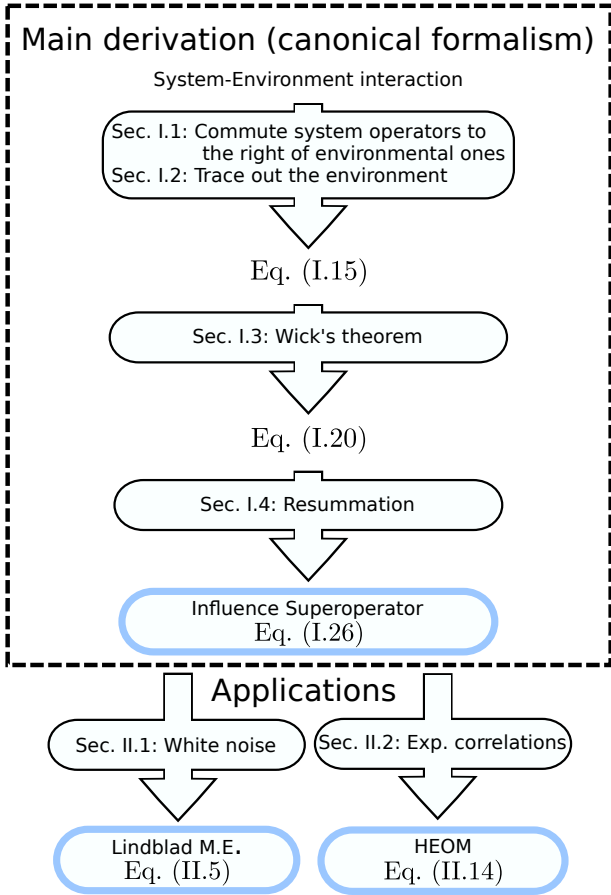 Main derivation (canonical formalism)
System-Environment interaction
Sec. I.1: Commute system operators to
the right of environmental ones
Sec. I.2: Trace out the environment
Eq. (I.15)
Sec. I.3: Wick's theorem
Eq. (I.20)
Sec. I.4: Resummation
Influence Superoperator
Eq. (I.26)
Applications
Sec. II.1: White noise
Sec. II.2: Exp. correlations
Lindblad M.E.
Eq. (II.5)
HEOM
Eq. (II.14)